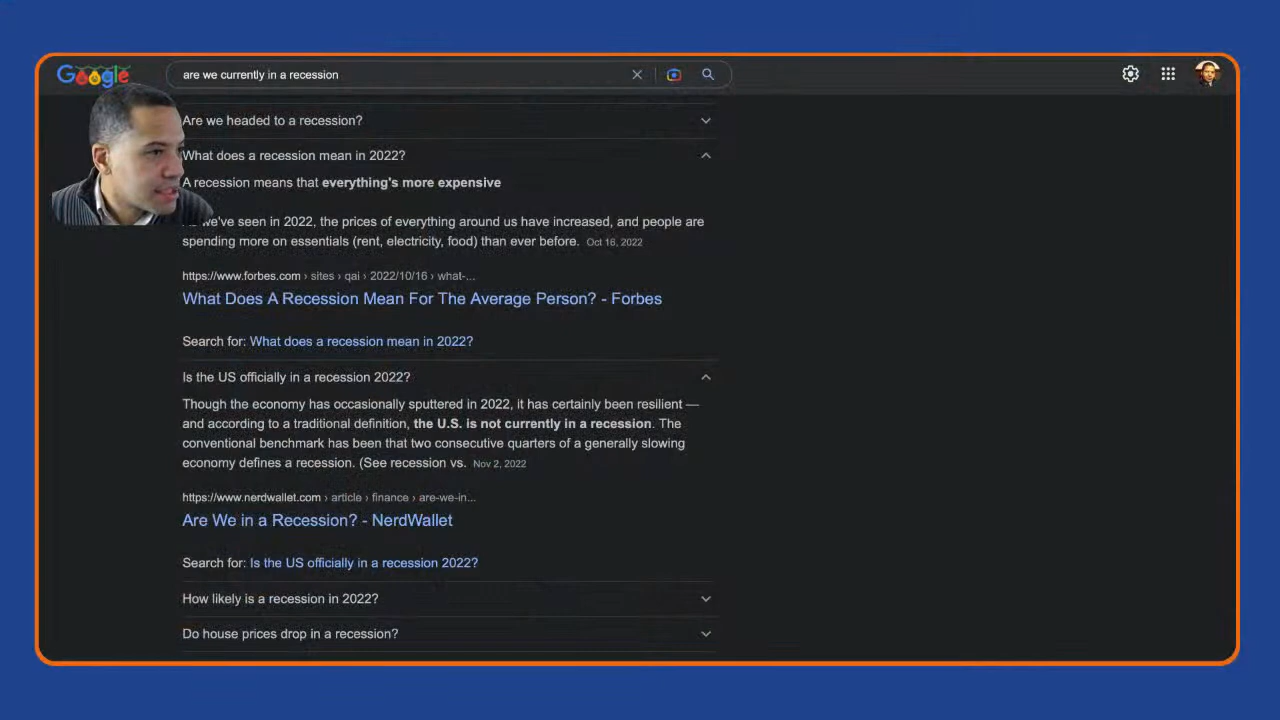 Google
are we currently in a recession
Are we headed to a recession?
What does a recession mean in 2022?
A recession means that everything's more expensive
we've seen in 2022, the prices of everything around us have increased, and people are
spending more on essentials (rent, electricity, food) than ever before. Oct 16, 2022
https://www.forbes.com › sites › qai › 2022/10/16 › what-...
What Does A Recession Mean For The Average Person? - Forbes
Search for: What does a recession mean in 2022?
Is the US officially in a recession 2022?
Though the economy has occasionally sputtered in 2022, it has certainly been resilient —
and according to a traditional definition, the U.S. is not currently in a recession. The
conventional benchmark has been that two consecutive quarters of a generally slowing
economy defines a recession. (See recession vs. Nov 2, 2022
https://www.nerdwallet.com › article › finance › are-we-in...
Are We in a Recession? - NerdWallet
Search for: Is the US officially in a recession 2022?
How likely is a recession in 2022?
Do house prices drop in a recession?